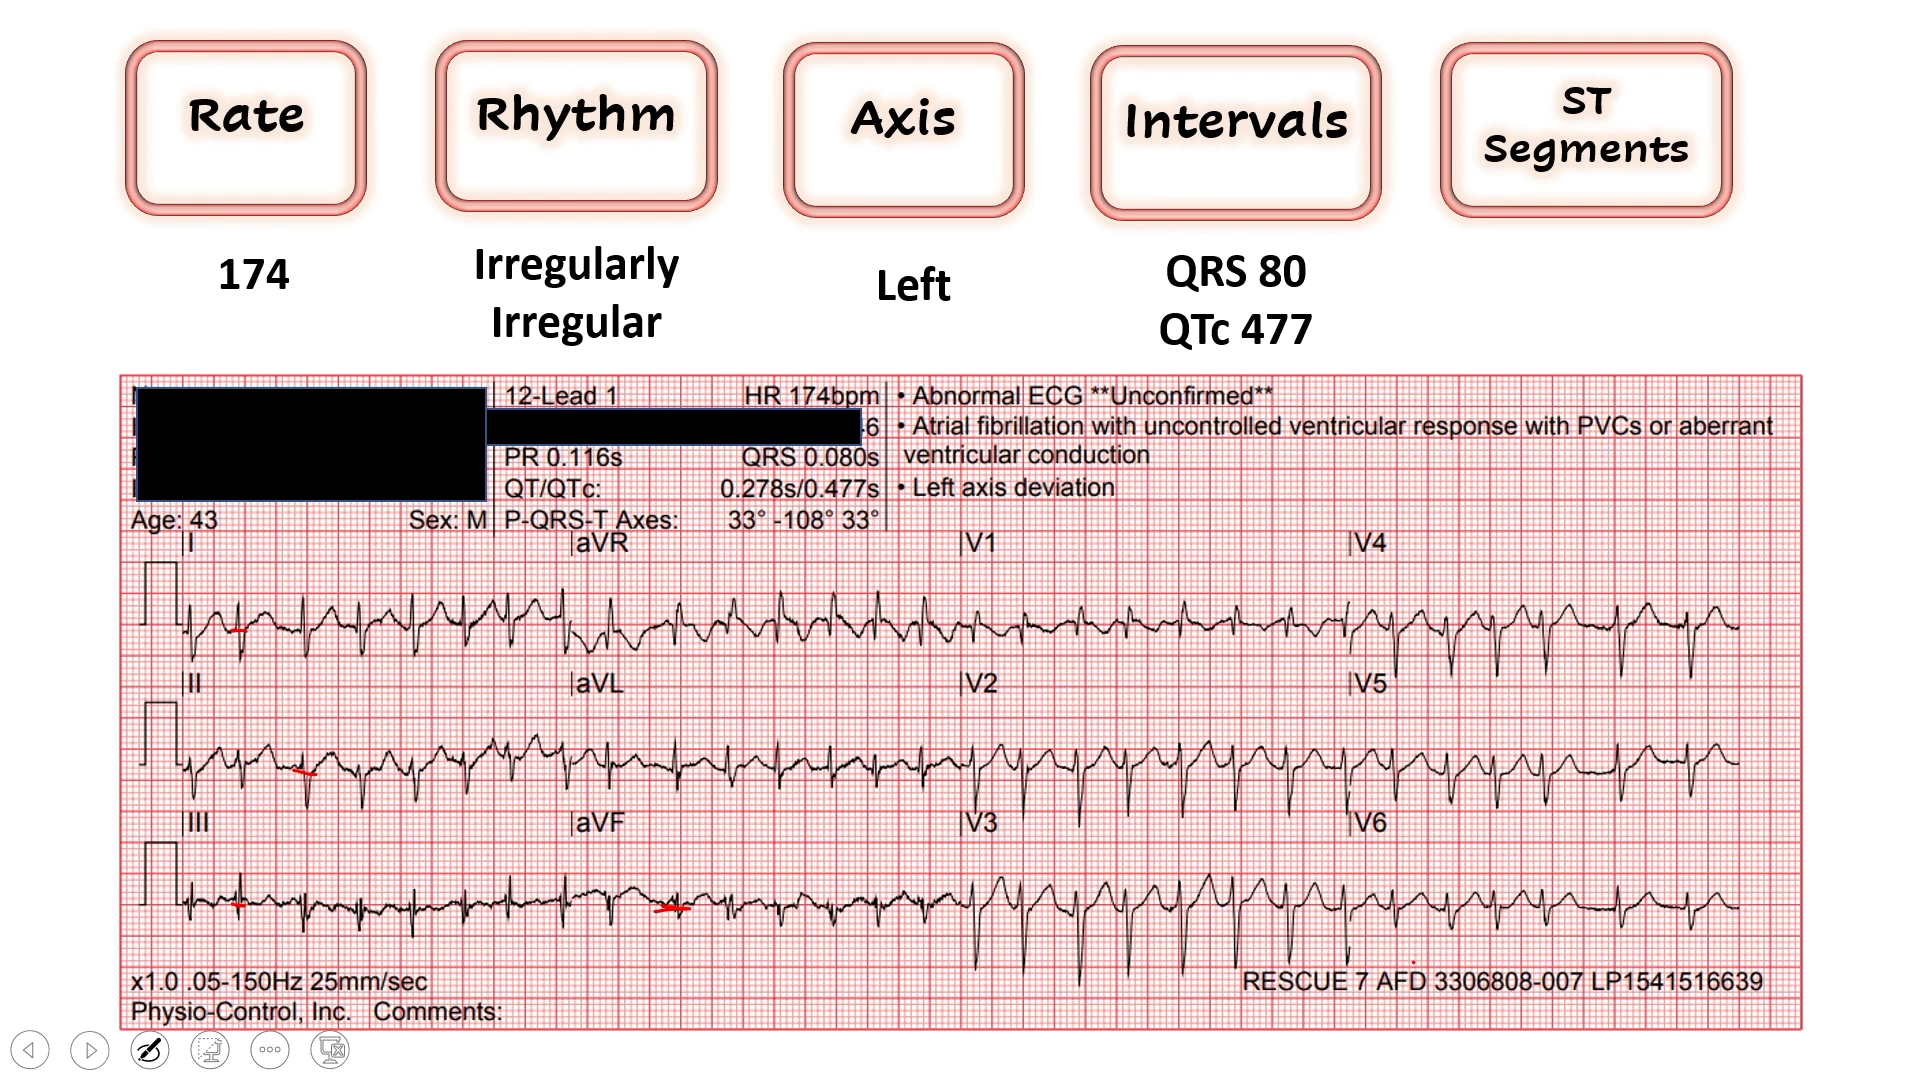 Rate
Rhythm
Axis
Intervals
ST
Segments
174
Irregularly
Irregular
Left
QRS 80
QTc 477
12-Lead 1
HR 174bpm
6
PR 0.116s
QRS 0.080s
QT/QTc:
0.278s/0.477s
Age: 43
Sex: M
P-QRS-T Axes:
33° -108° 33°
• Abnormal ECG **Unconfirmed**
• Atrial fibrillation with uncontrolled ventricular response with PVCs or aberrant
ventricular conduction
• Left axis deviation
I
aVR
V1
V4
II
aVL
V2
V5
III
aVF
V3
V6
x1.0 .05-150Hz 25mm/sec
RESCUE 7 AFD 3306808-007 LP1541516639
Physio-Control, Inc. Comments: